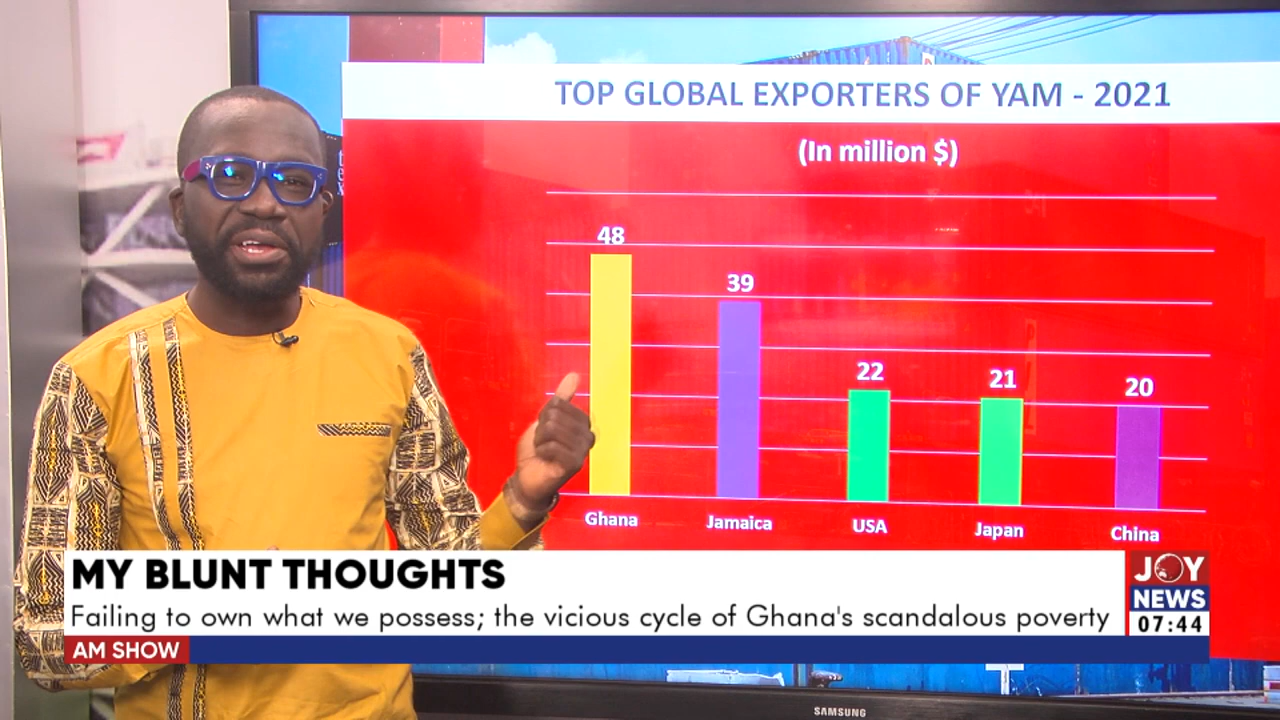 TOP GLOBAL EXPORTERS OF YAM - 2021
(In million $)
48
39
22
21
20
Ghana
Jamaica
USA
Japan
China
MY BLUNT THOUGHTS
Failing to own what we possess; the vicious cycle of Ghana's scandalous poverty
AM SHOW
JOY
NEWS
07:44
SAMSUNG